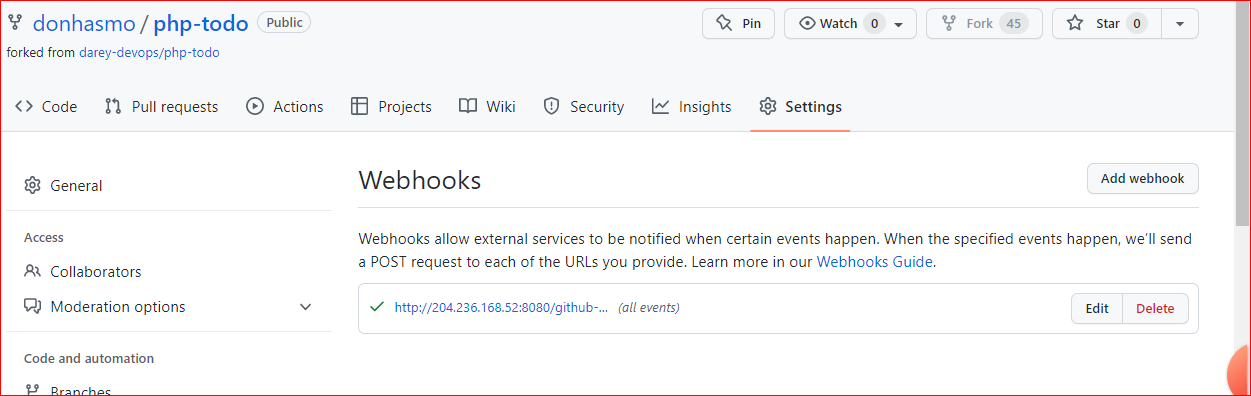 donhasmo / php-todo Public Pin Watch 0 Fork 45 Star 0
forked from darey-devops/php-todo
Code Pull requests Actions Projects Wiki Security Insights Settings
General
Access
Collaborators
Moderation options
Code and automation
Branches
Webhooks Add webhook
Webhooks allow external services to be notified when certain events happen. When the specified events happen, we'll send
a POST request to each of the URLs you provide. Learn more in our Webhooks Guide.
http://204.236.168.52:8080/github-... (all events) Edit Delete